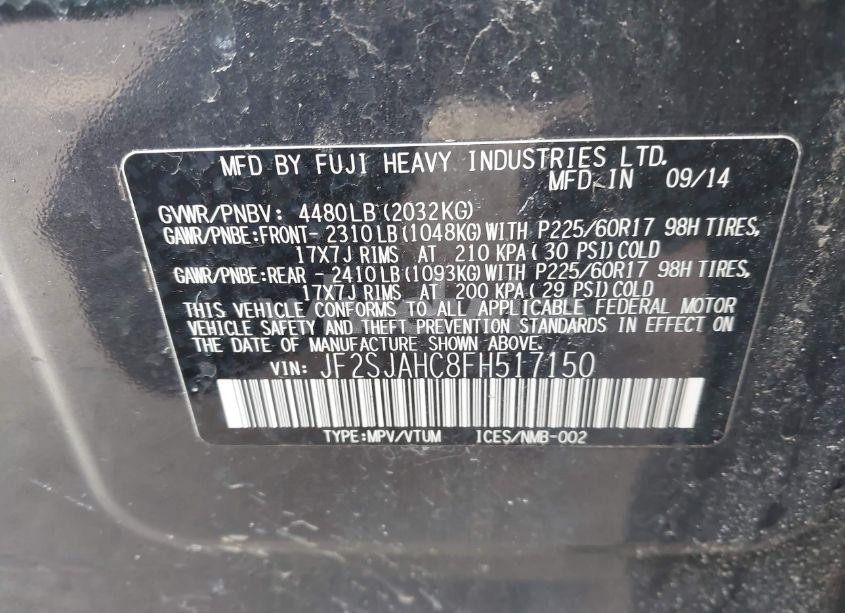 MFD BY FUJI HEAVY INDUSTRIES LTD.
MFD.IN 09/14
GVWR/PNBV: 4480LB(2032KG)
GAWR/PNBE:FRONT-2310LB(1048KG)WITH P225/60R17 98H TIRES,
17X7J RIMS AT 210 KPA(30 PSI)COLD
GAWR/PNBE:REAR -2410LB(1093KG)WITH P225/60R17 98H TIRES,
17X7J RIMS AT 200 KPA(29 PSI)COLD
THIS VEHICLE CONFORMS TO ALL APPLICABLE FEDERAL MOTOR
VEHICLE SAFETY AND THEFT PREVENTION STANDARDS IN EFFECT ON
THE DATE OF MANUFACTURE SHOWN ABOVE.
VIN: JF2SJAHC8FH517150
TYPE:MPV/VTUM ICES/NMB-002